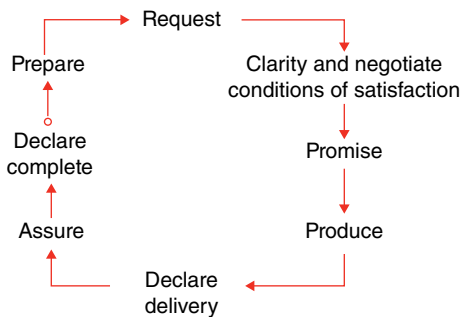 Request
Clarity and negotiate
conditions of satisfaction
Promise
Produce
Declare
delivery
Assure
Declare
complete
Prepare